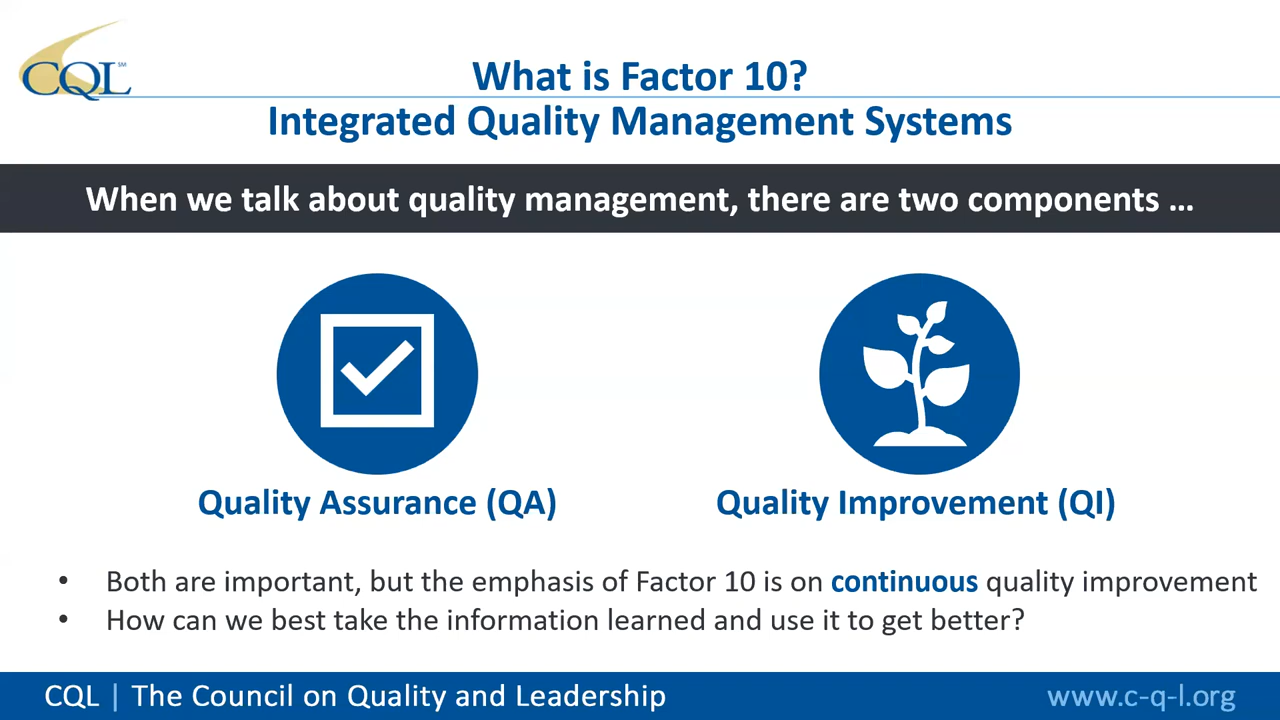 CQL℠
What is Factor 10?
Integrated Quality Management Systems
When we talk about quality management, there are two components ...
Quality Assurance (QA)
Quality Improvement (QI)
• Both are important, but the emphasis of Factor 10 is on continuous quality improvement
• How can we best take the information learned and use it to get better?
CQL | The Council on Quality and Leadership
www.c-q-l.org